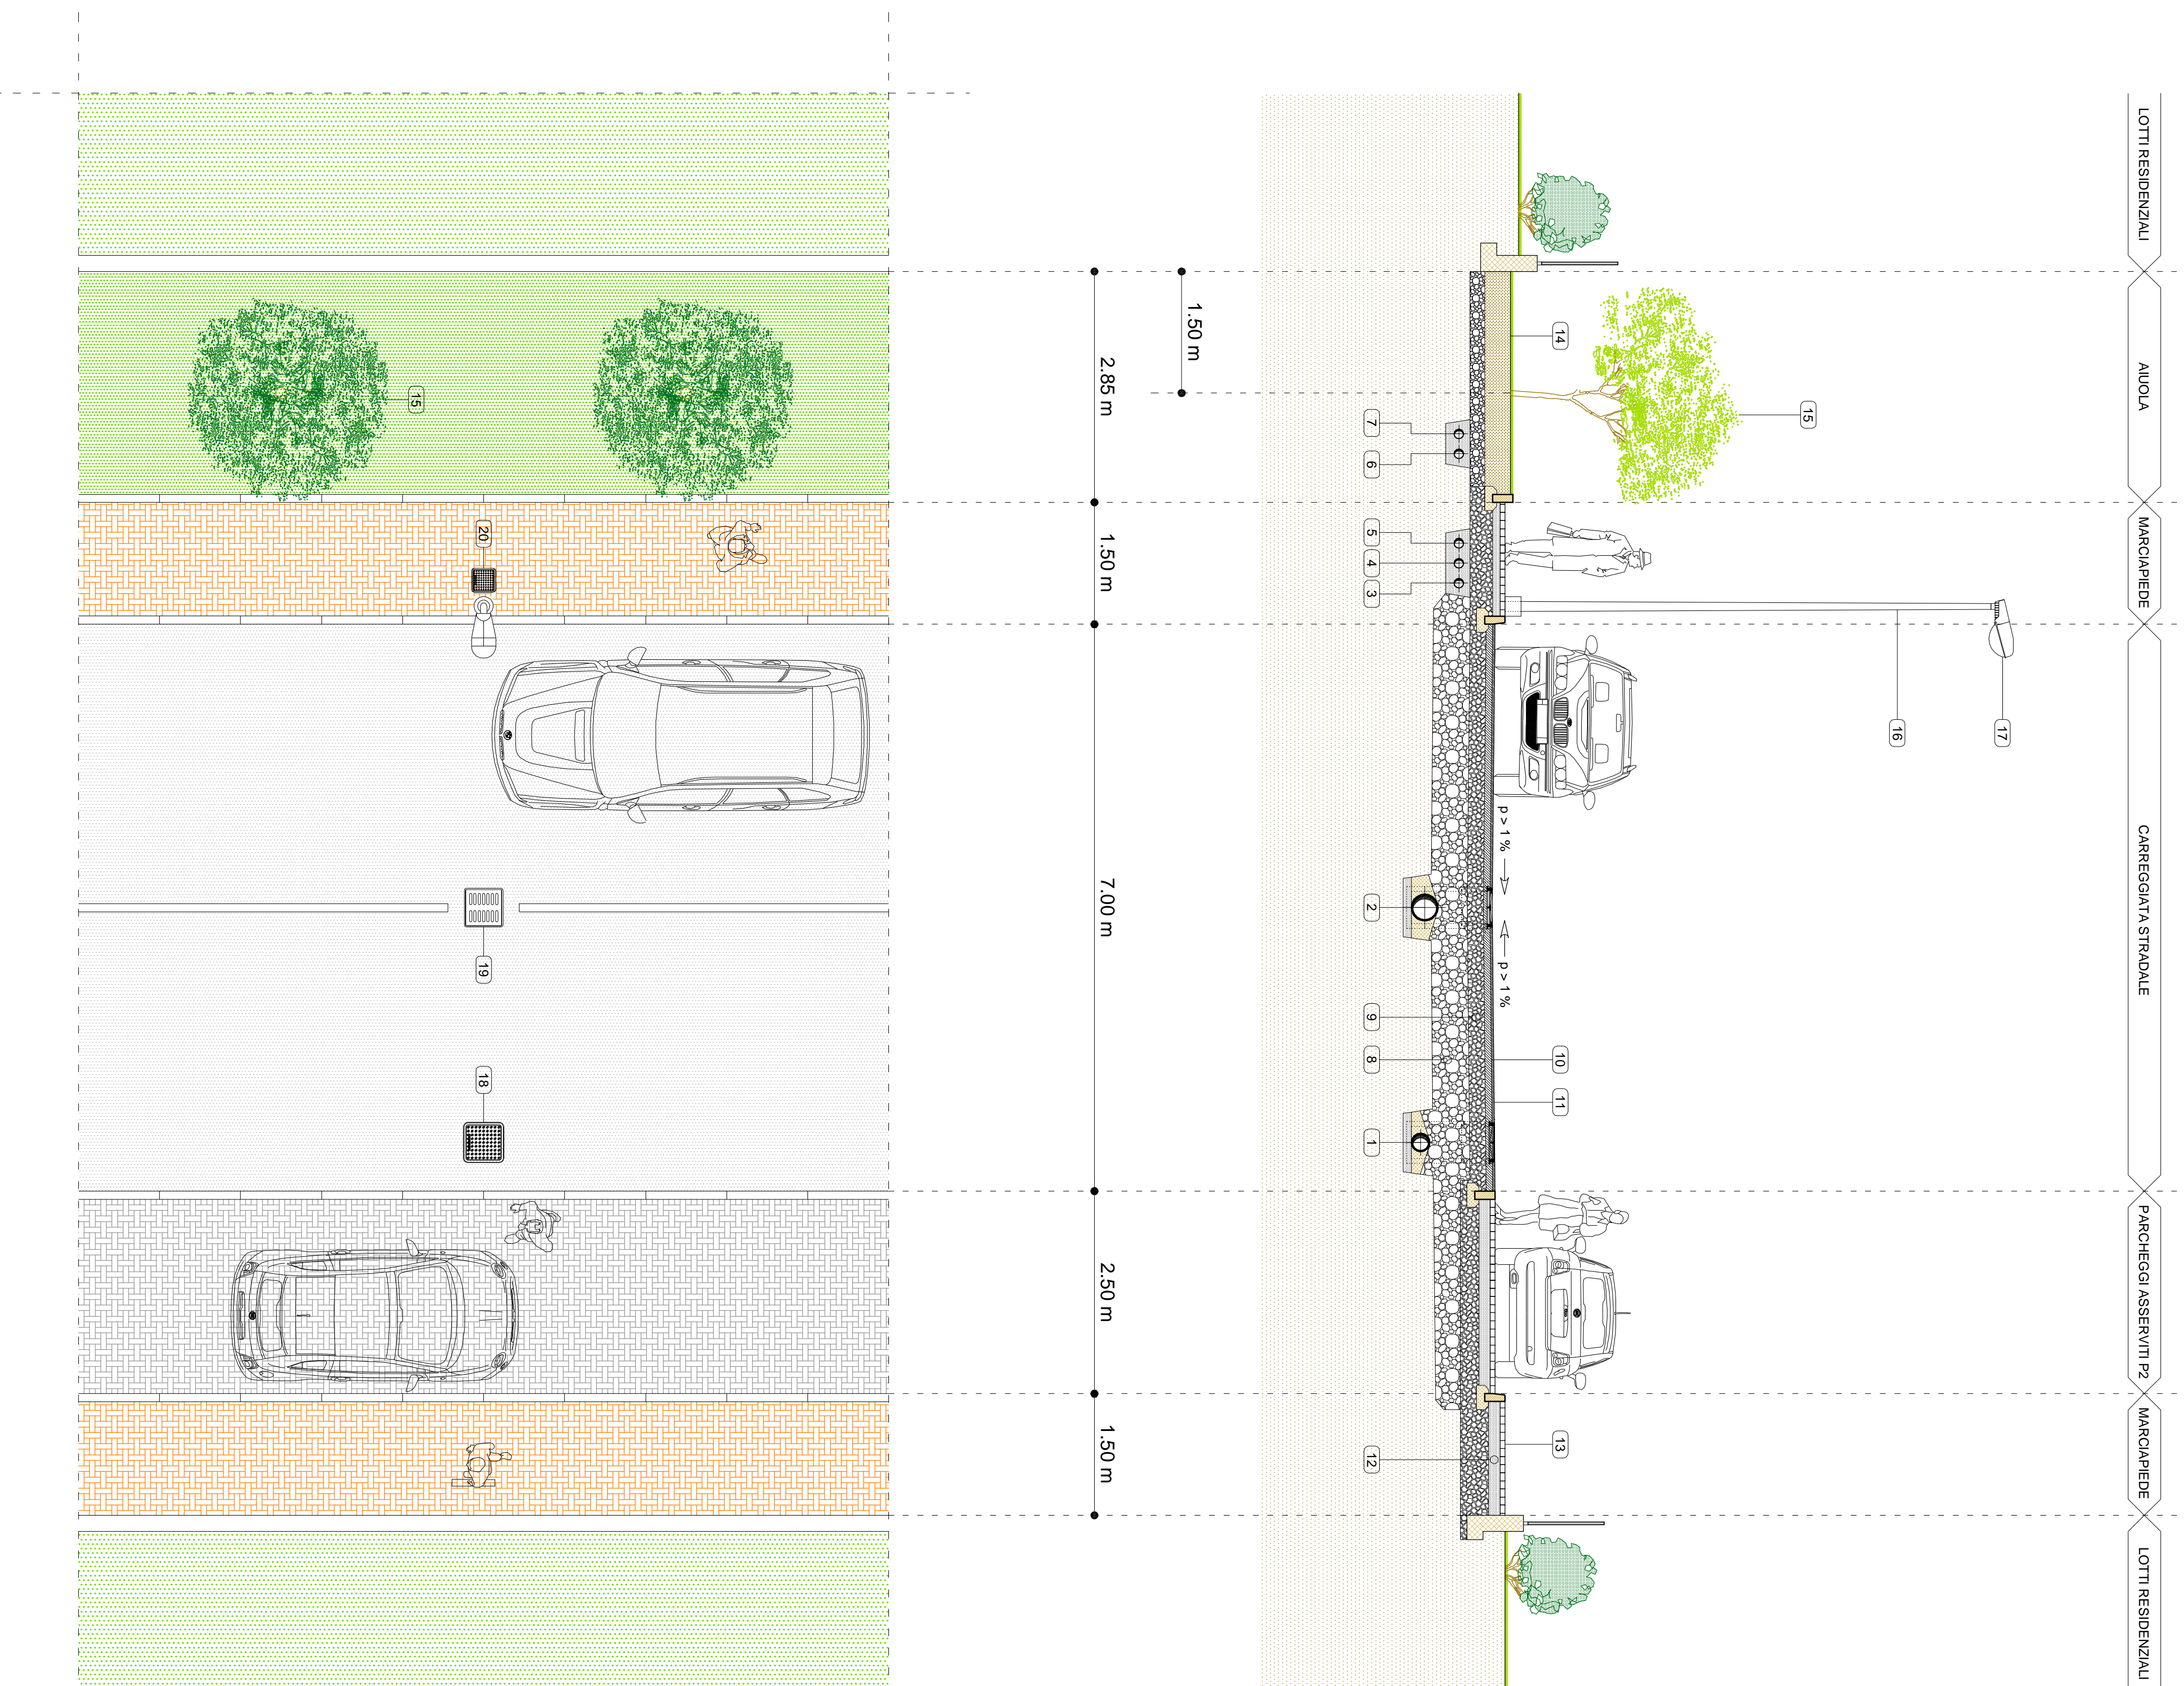 LOTTI RESIDENZIALI
AIUOLA
MARCIAPIEDE
CARREGGIATA STRADALE
PARCHEGGI ASSERVITI P2
MARCIAPIEDE
LOTTI RESIDENZIALI
17
16
15
14
10
11
13
p > 1 %
p > 1 %
7
6
5
4
3
2
9
8
1
12
1.50 m
2.85 m
1.50 m
7.00 m
2.50 m
1.50 m
15
20
19
18